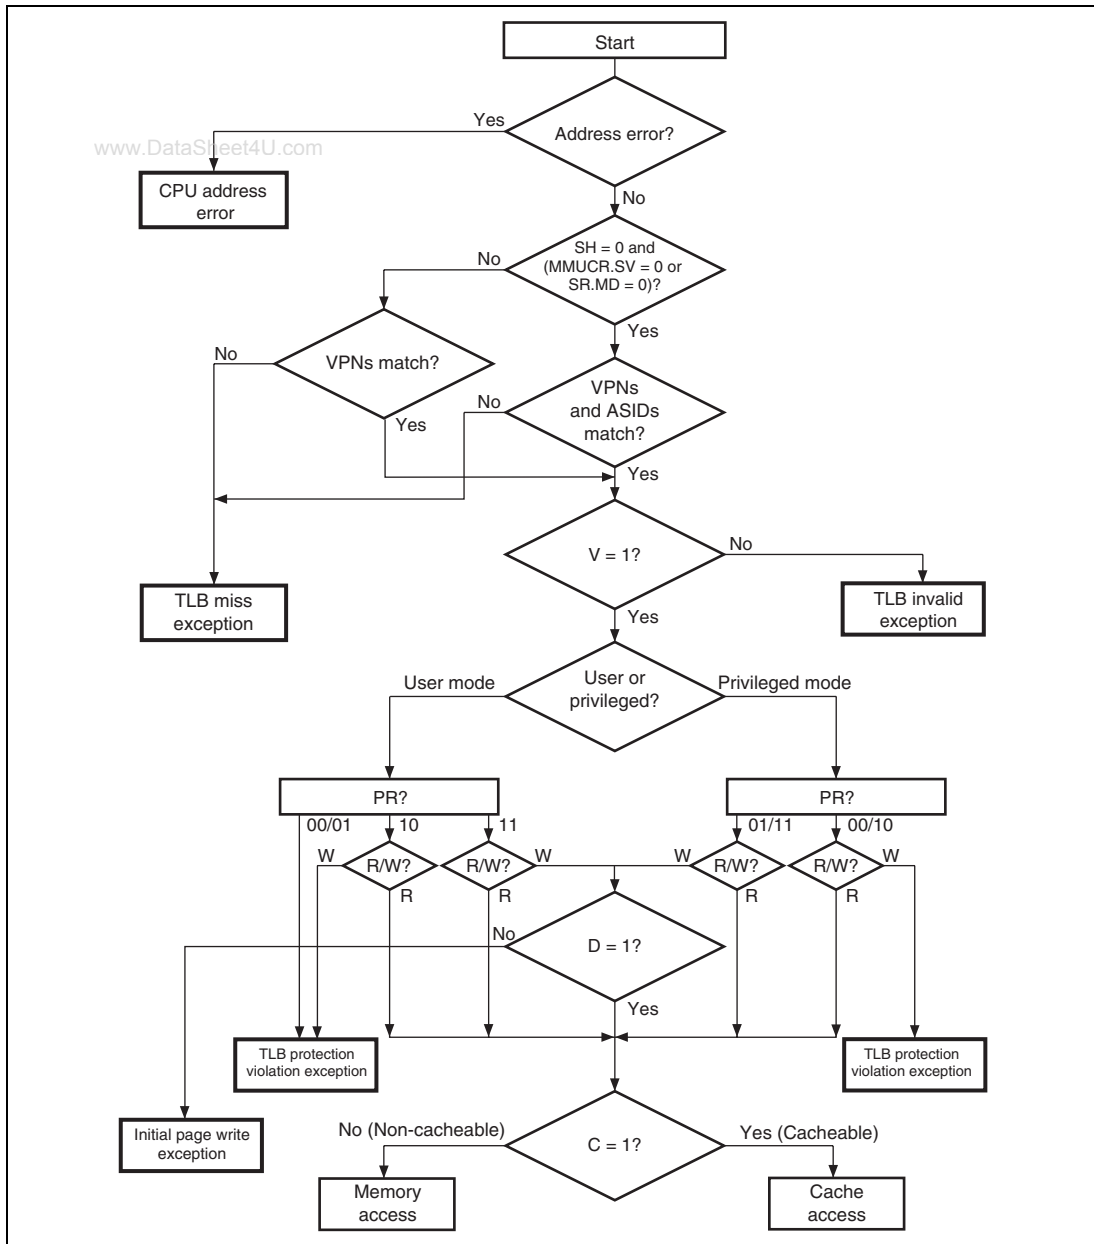 Start
Yes
Address error?
www.DataSheet4U.com
CPU address
error
No
No
SH = 0 and
(MMUCR.SV = 0 or
SR.MD = 0)?
Yes
No
VPNs match?
Yes
No
VPNs
and ASIDs
match?
Yes
V = 1?
No
TLB miss
exception
TLB invalid
exception
Yes
User mode
User or
privileged?
Privileged mode
PR?
PR?
00/01
10
11
01/11
00/10
W
R/W?
R/W?
W
W
R/W?
R/W?
W
R
R
R
R
No
D = 1?
Yes
TLB protection
violation exception
TLB protection
violation exception
Initial page write
exception
No (Non-cacheable)
C = 1?
Yes (Cacheable)
Memory
access
Cache
access